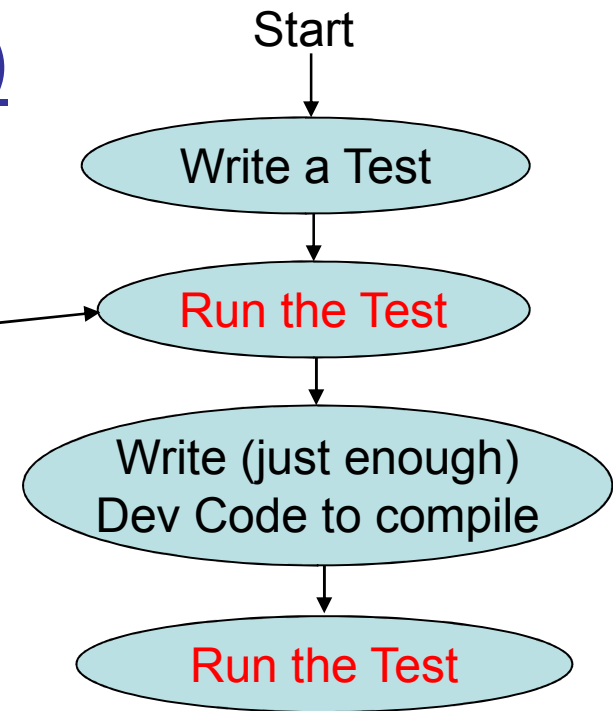 )
Start
Write a Test
Run the Test
Write (just enough)
Dev Code to compile
Run the Test